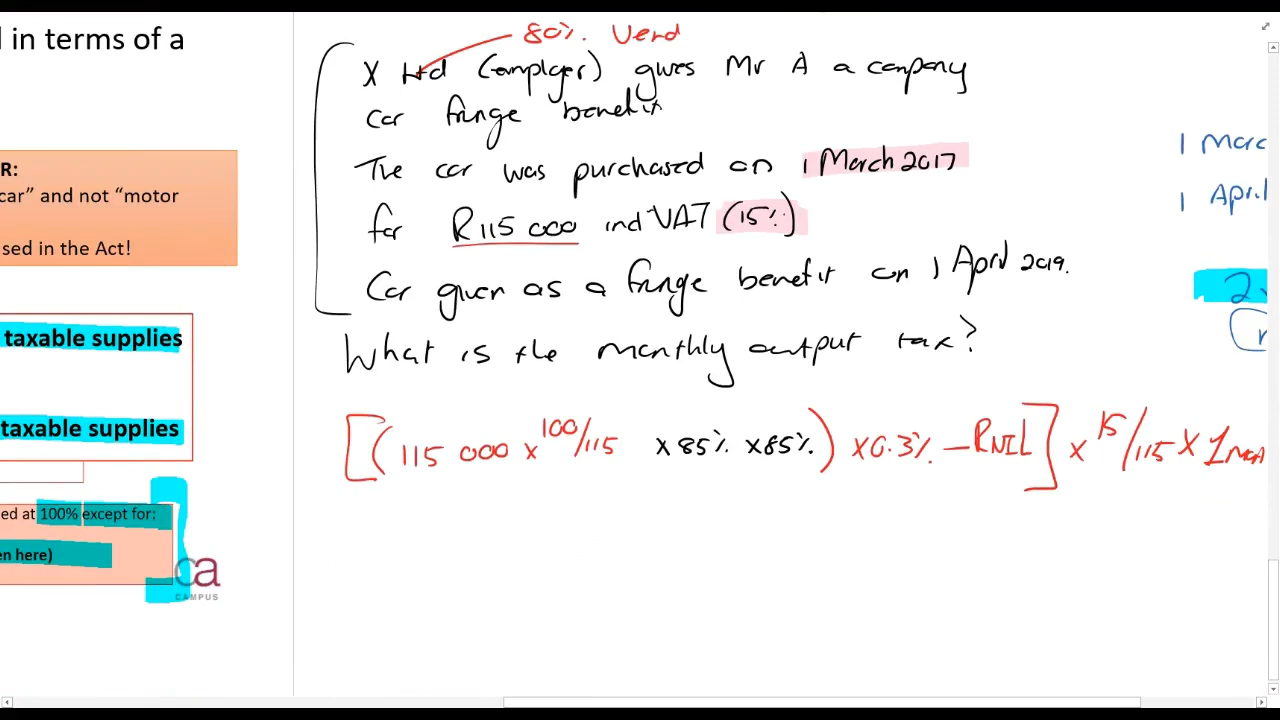 d in terms of a
R:
car" and not "motor
sed in the Act!
taxable supplies
taxable supplies
ed at 100% except for:
en here)
ca
CAMPUS
80% Vend
X Ltd (employer) gives Mr A a company
car fringe benefit
The car was purchased on 1 March 2017
for R115 000 incl VAT (15%)
Car given as a fringe benefit on 1 April 2019.
What is the monthly output tax?
[(115 000 x 100/115 x 85% x 85%) x 0.3% - RNIL] x 15/115 x 1
1 Marc
1 April
2